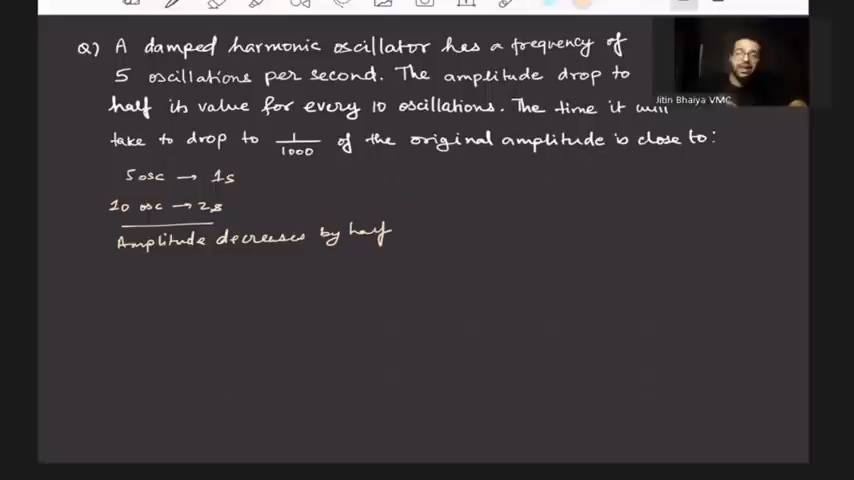 Q) A damped harmonic oscillator has a frequency of
5 oscillations per second. The amplitude drop to
half its value for every 10 oscillations. The time it will
take to drop to 1/1000 of the original amplitude is close to:
5 osc → 1s
10 osc → 2s
Amplitude decreases by half
Jitin Bhaiya VMC